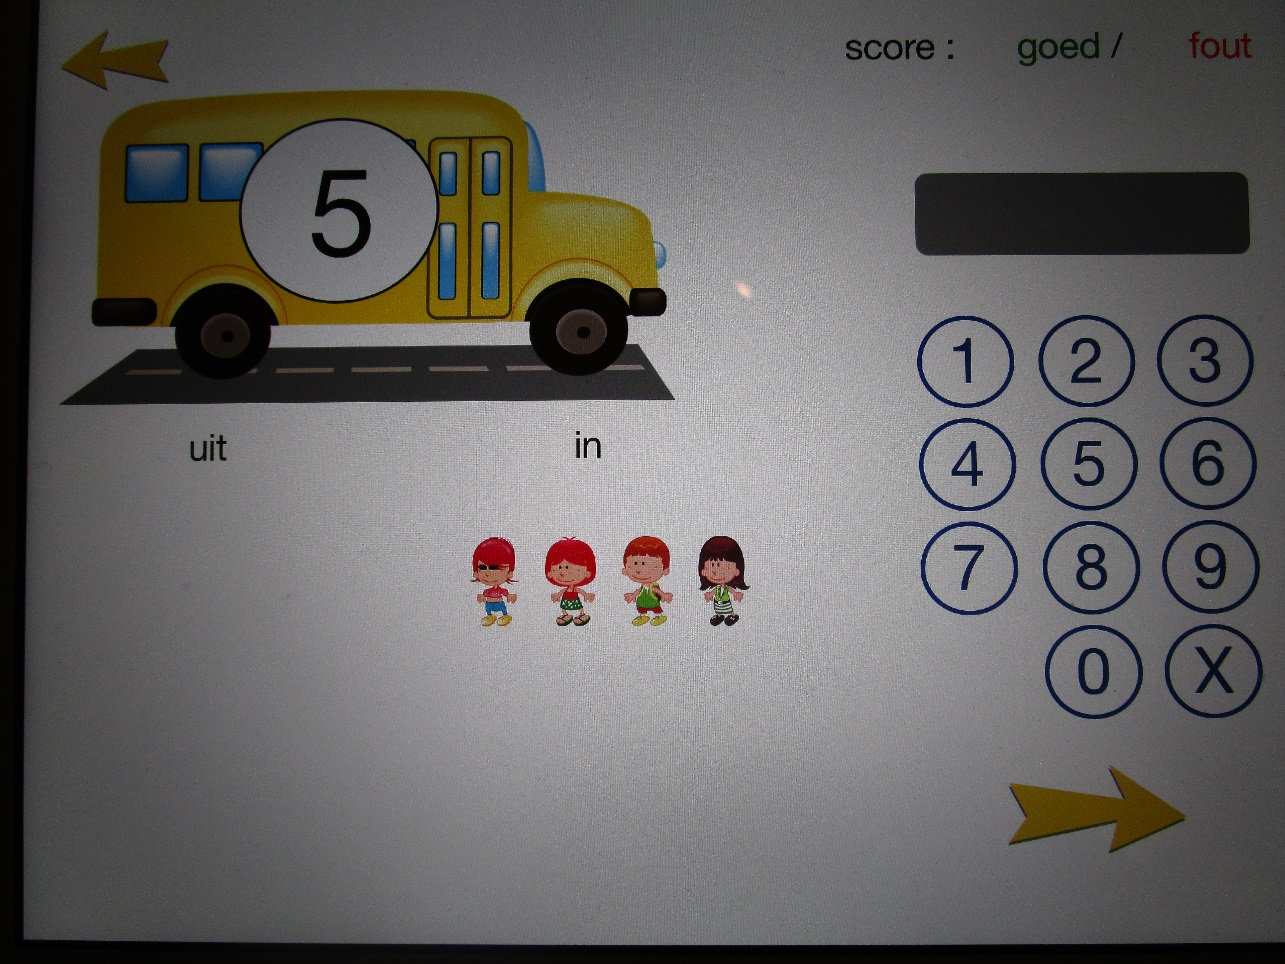 score : goed / fout
5
uit in
1 2 3
4 5 6
7 8 9
0 X